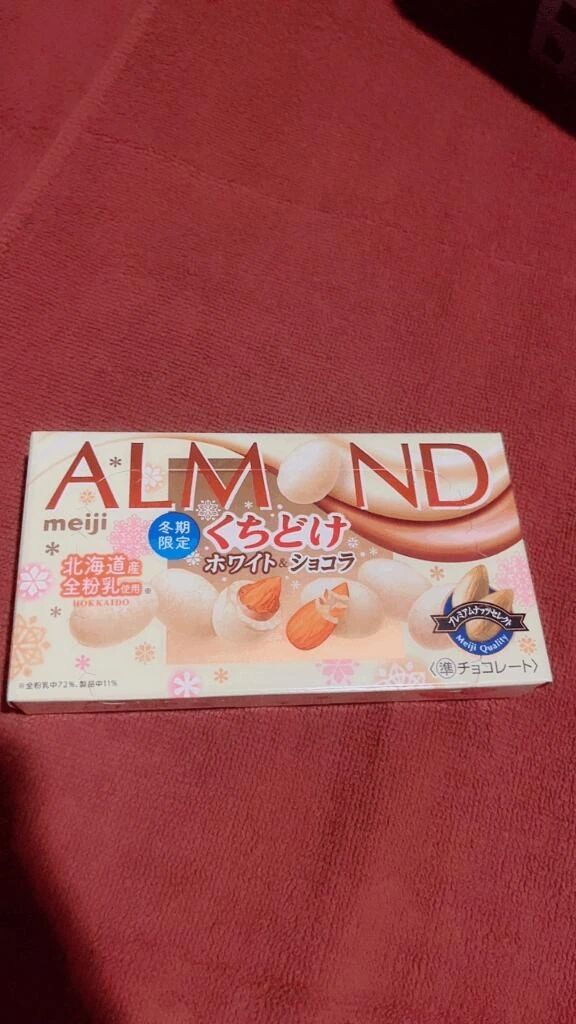 ALMOND
meiji
冬期
限定
くちどけ
ホワイト&ショコラ
北海道産
全粉乳使用※
HOKKAIDO
プレミアムナッツセレクト
Meiji Quality
〈準チョコレート〉
※全粉乳中72%、製品中11%